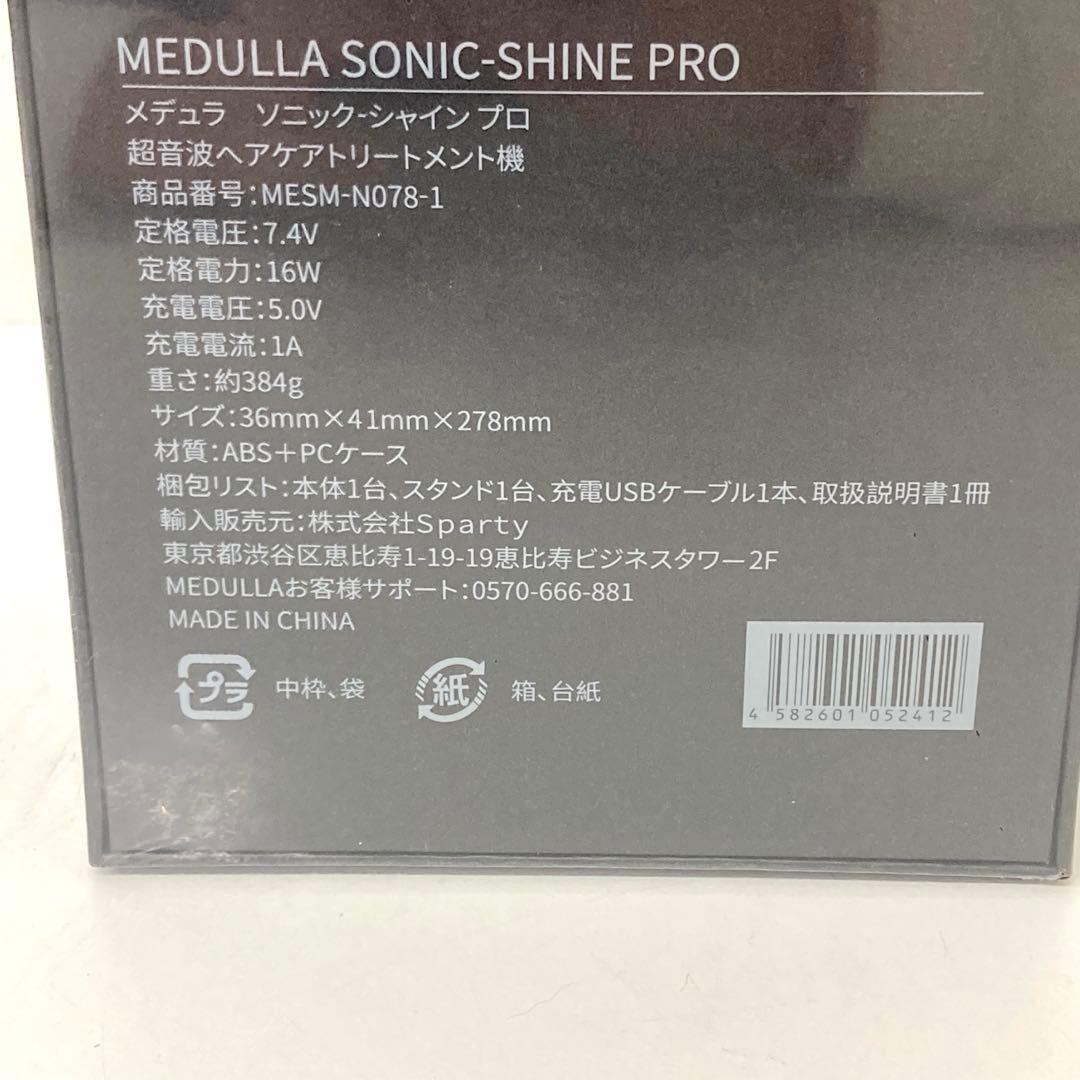 MEDULLA SONIC-SHINE PRO
メデュラ　ソニック-シャイン プロ
超音波ヘアケアトリートメント機
商品番号:MESM-N078-1
定格電圧:7.4V
定格電力:16W
充電電圧:5.0V
充電電流:1A
重さ:約384g
サイズ:36mm×41mm×278mm
材質:ABS+PCケース
梱包リスト:本体1台、スタンド1台、充電USBケーブル1本、取扱説明書1冊
輸入販売元:株式会社Sparty
東京都渋谷区恵比寿1-19-19恵比寿ビジネスタワー2F
MEDULLAお客様サポート:0570-666-881
MADE IN CHINA
プラ 中枠、袋 紙 箱、台紙
4 582601 052412